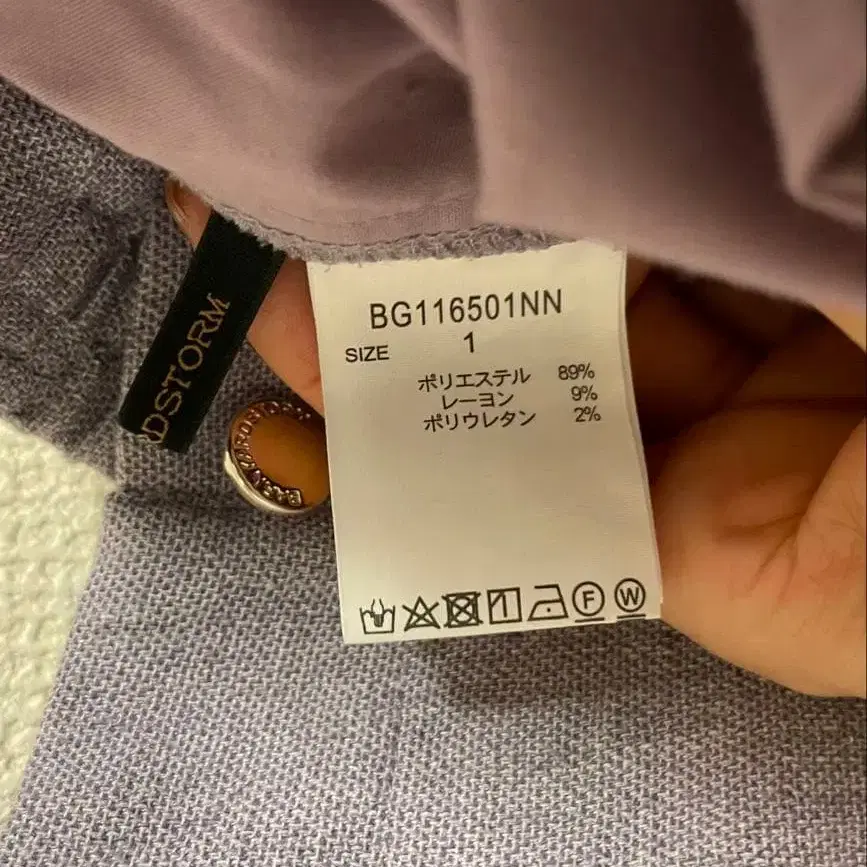 BG116501NN
SIZE 1
ポリエステル 89%
レーヨン 9%
ポリウレタン 2%
F W
DSTORM